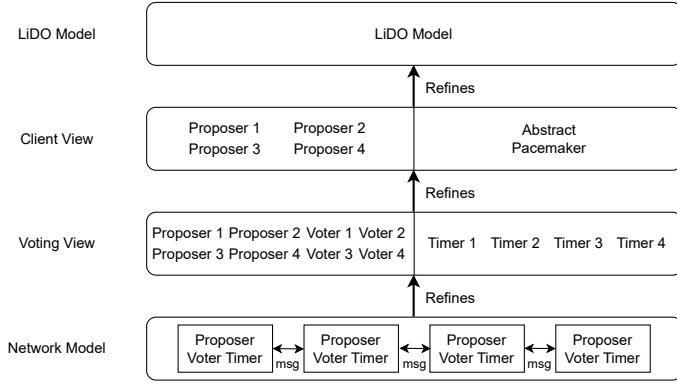 LiDO Model
LiDO Model
Refines
Client View
Proposer 1 Proposer 2
Proposer 3 Proposer 4
Abstract
Pacemaker
Refines
Voting View
Proposer 1 Proposer 2 Voter 1 Voter 2
Proposer 3 Proposer 4 Voter 3 Voter 4
Timer 1 Timer 2 Timer 3 Timer 4
Refines
Network Model
Proposer
Voter Timer
msg
Proposer
Voter Timer
msg
Proposer
Voter Timer
msg
Proposer
Voter Timer